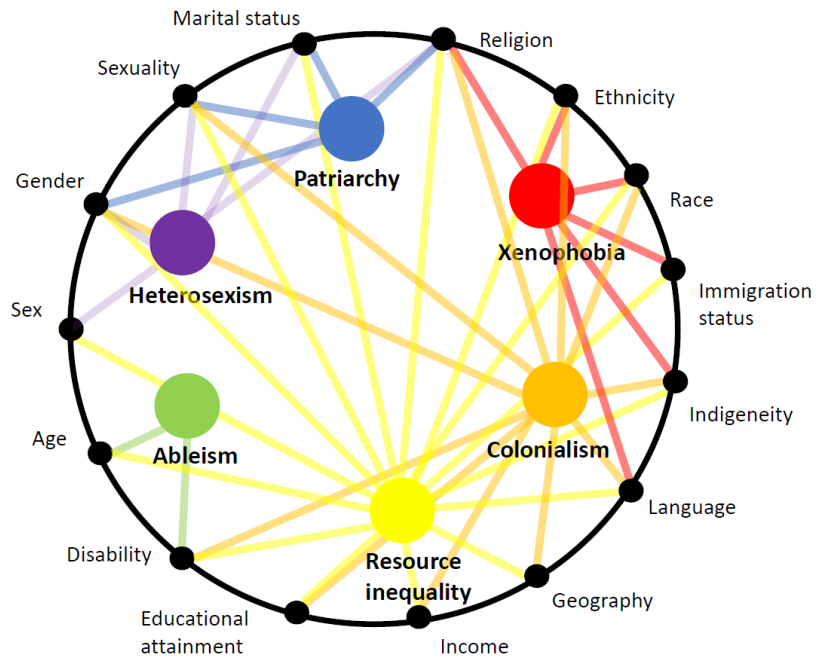 Marital status
Religion
Sexuality
Ethnicity
Patriarchy
Gender
Race
Xenophobia
Immigration
status
Heterosexism
Sex
Indigeneity
Age
Ableism
Colonialism
Language
Disability
Resource
inequality
Geography
Educational
attainment
Income